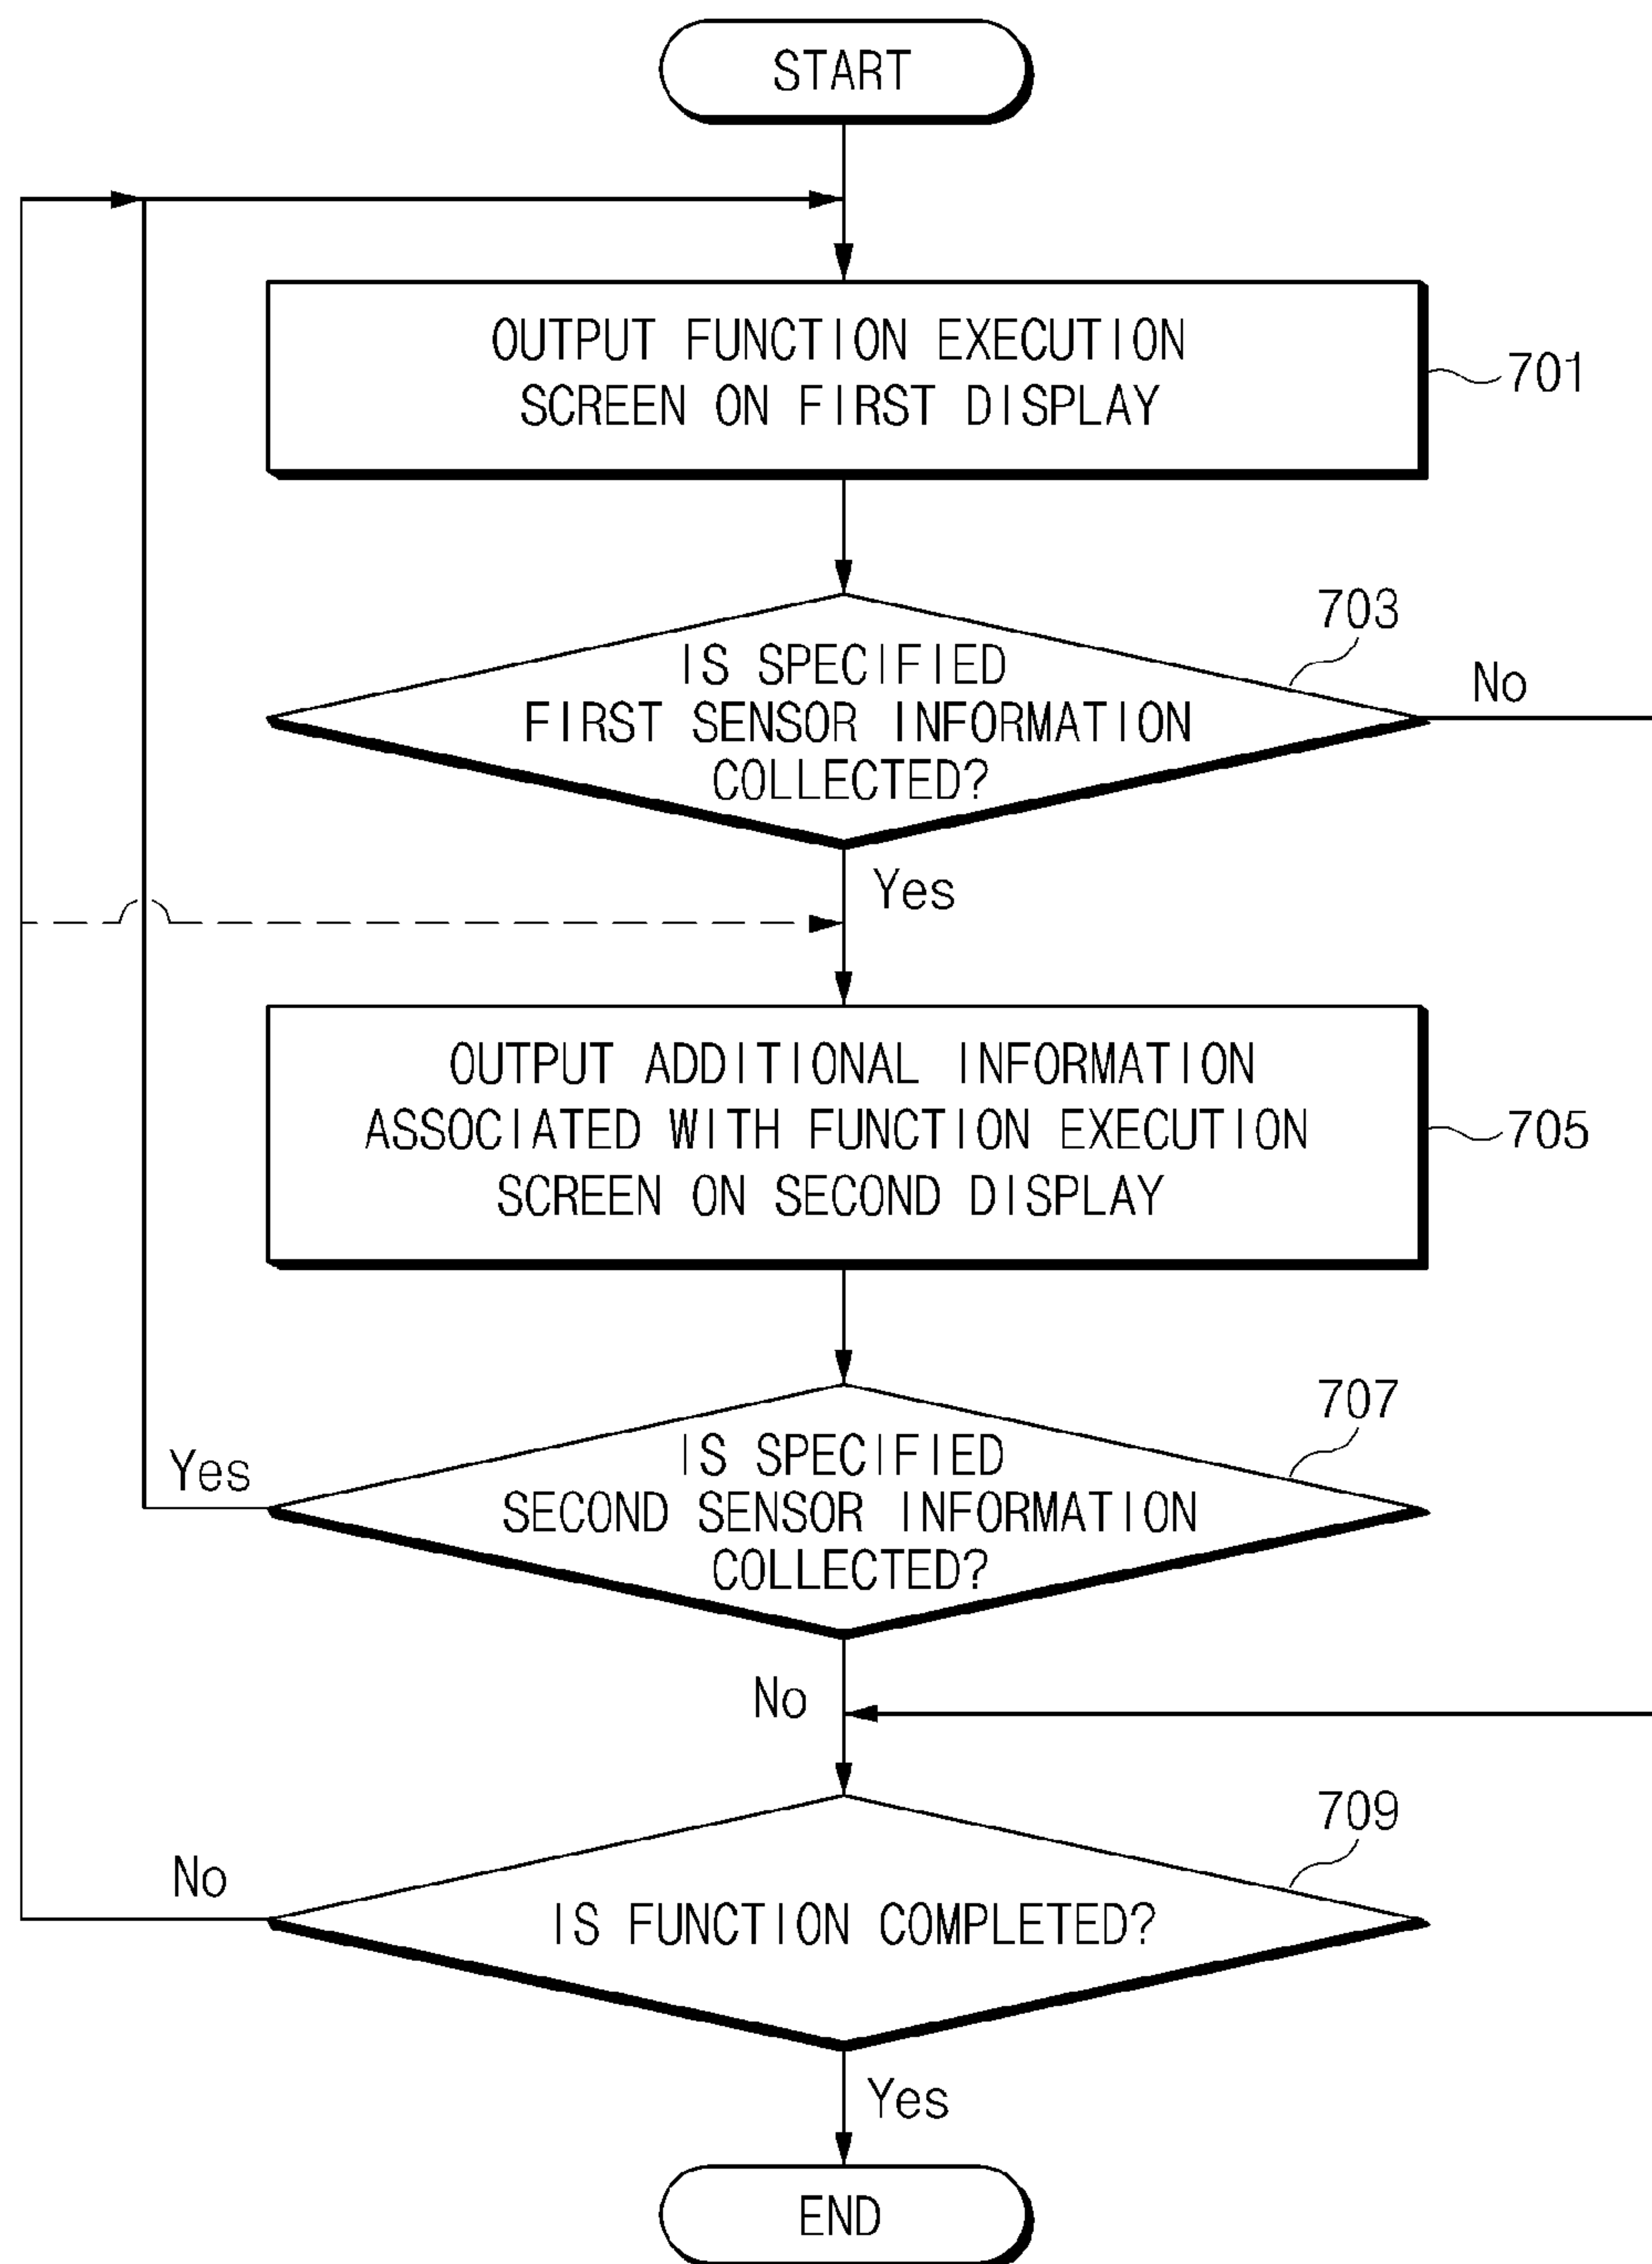 START
OUTPUT FUNCTION EXECUTION
SCREEN ON FIRST DISPLAY
701
703
IS SPECIFIED
FIRST SENSOR INFORMATION
COLLECTED?
No
Yes
OUTPUT ADDITIONAL INFORMATION
ASSOCIATED WITH FUNCTION EXECUTION
SCREEN ON SECOND DISPLAY
705
707
IS SPECIFIED
SECOND SENSOR INFORMATION
COLLECTED?
Yes
No
709
No
IS FUNCTION COMPLETED?
Yes
END